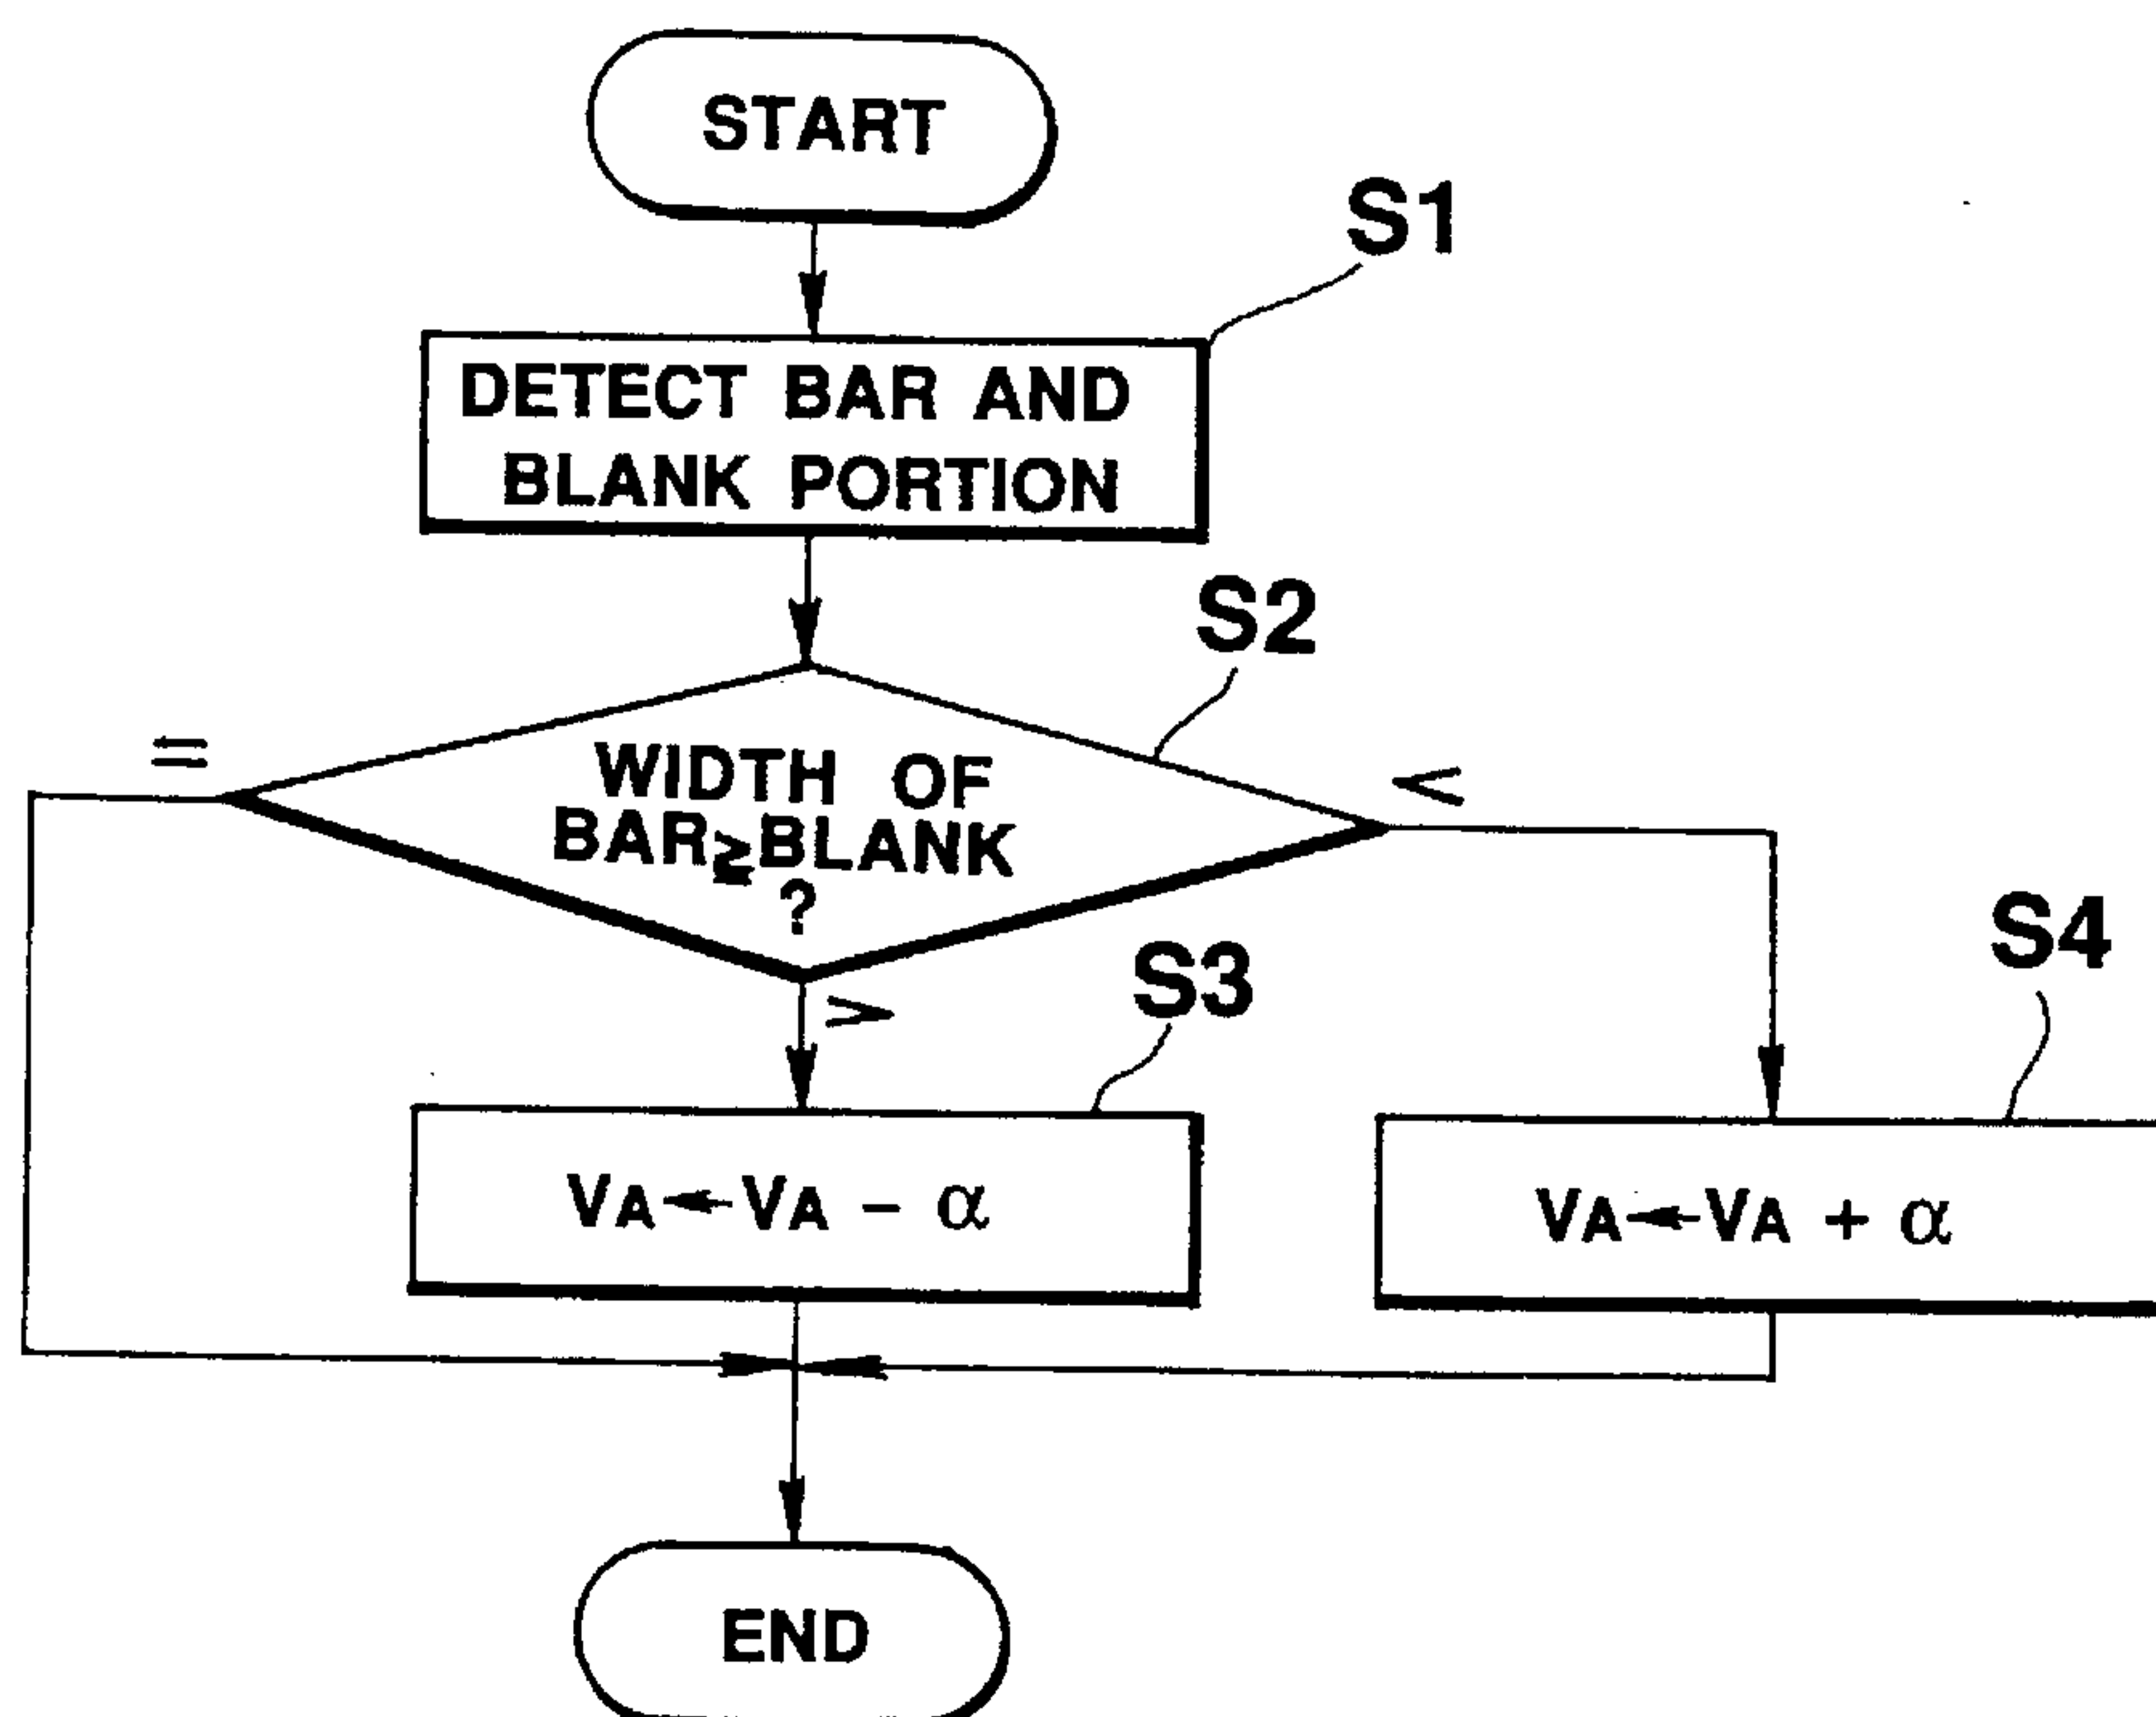 START
S1
DETECT BAR AND
BLANK PORTION
S2
=
<
WIDTH OF
BAR⋛BLANK
?
>
S3
S4
VA←VA − α
VA←VA + α
END